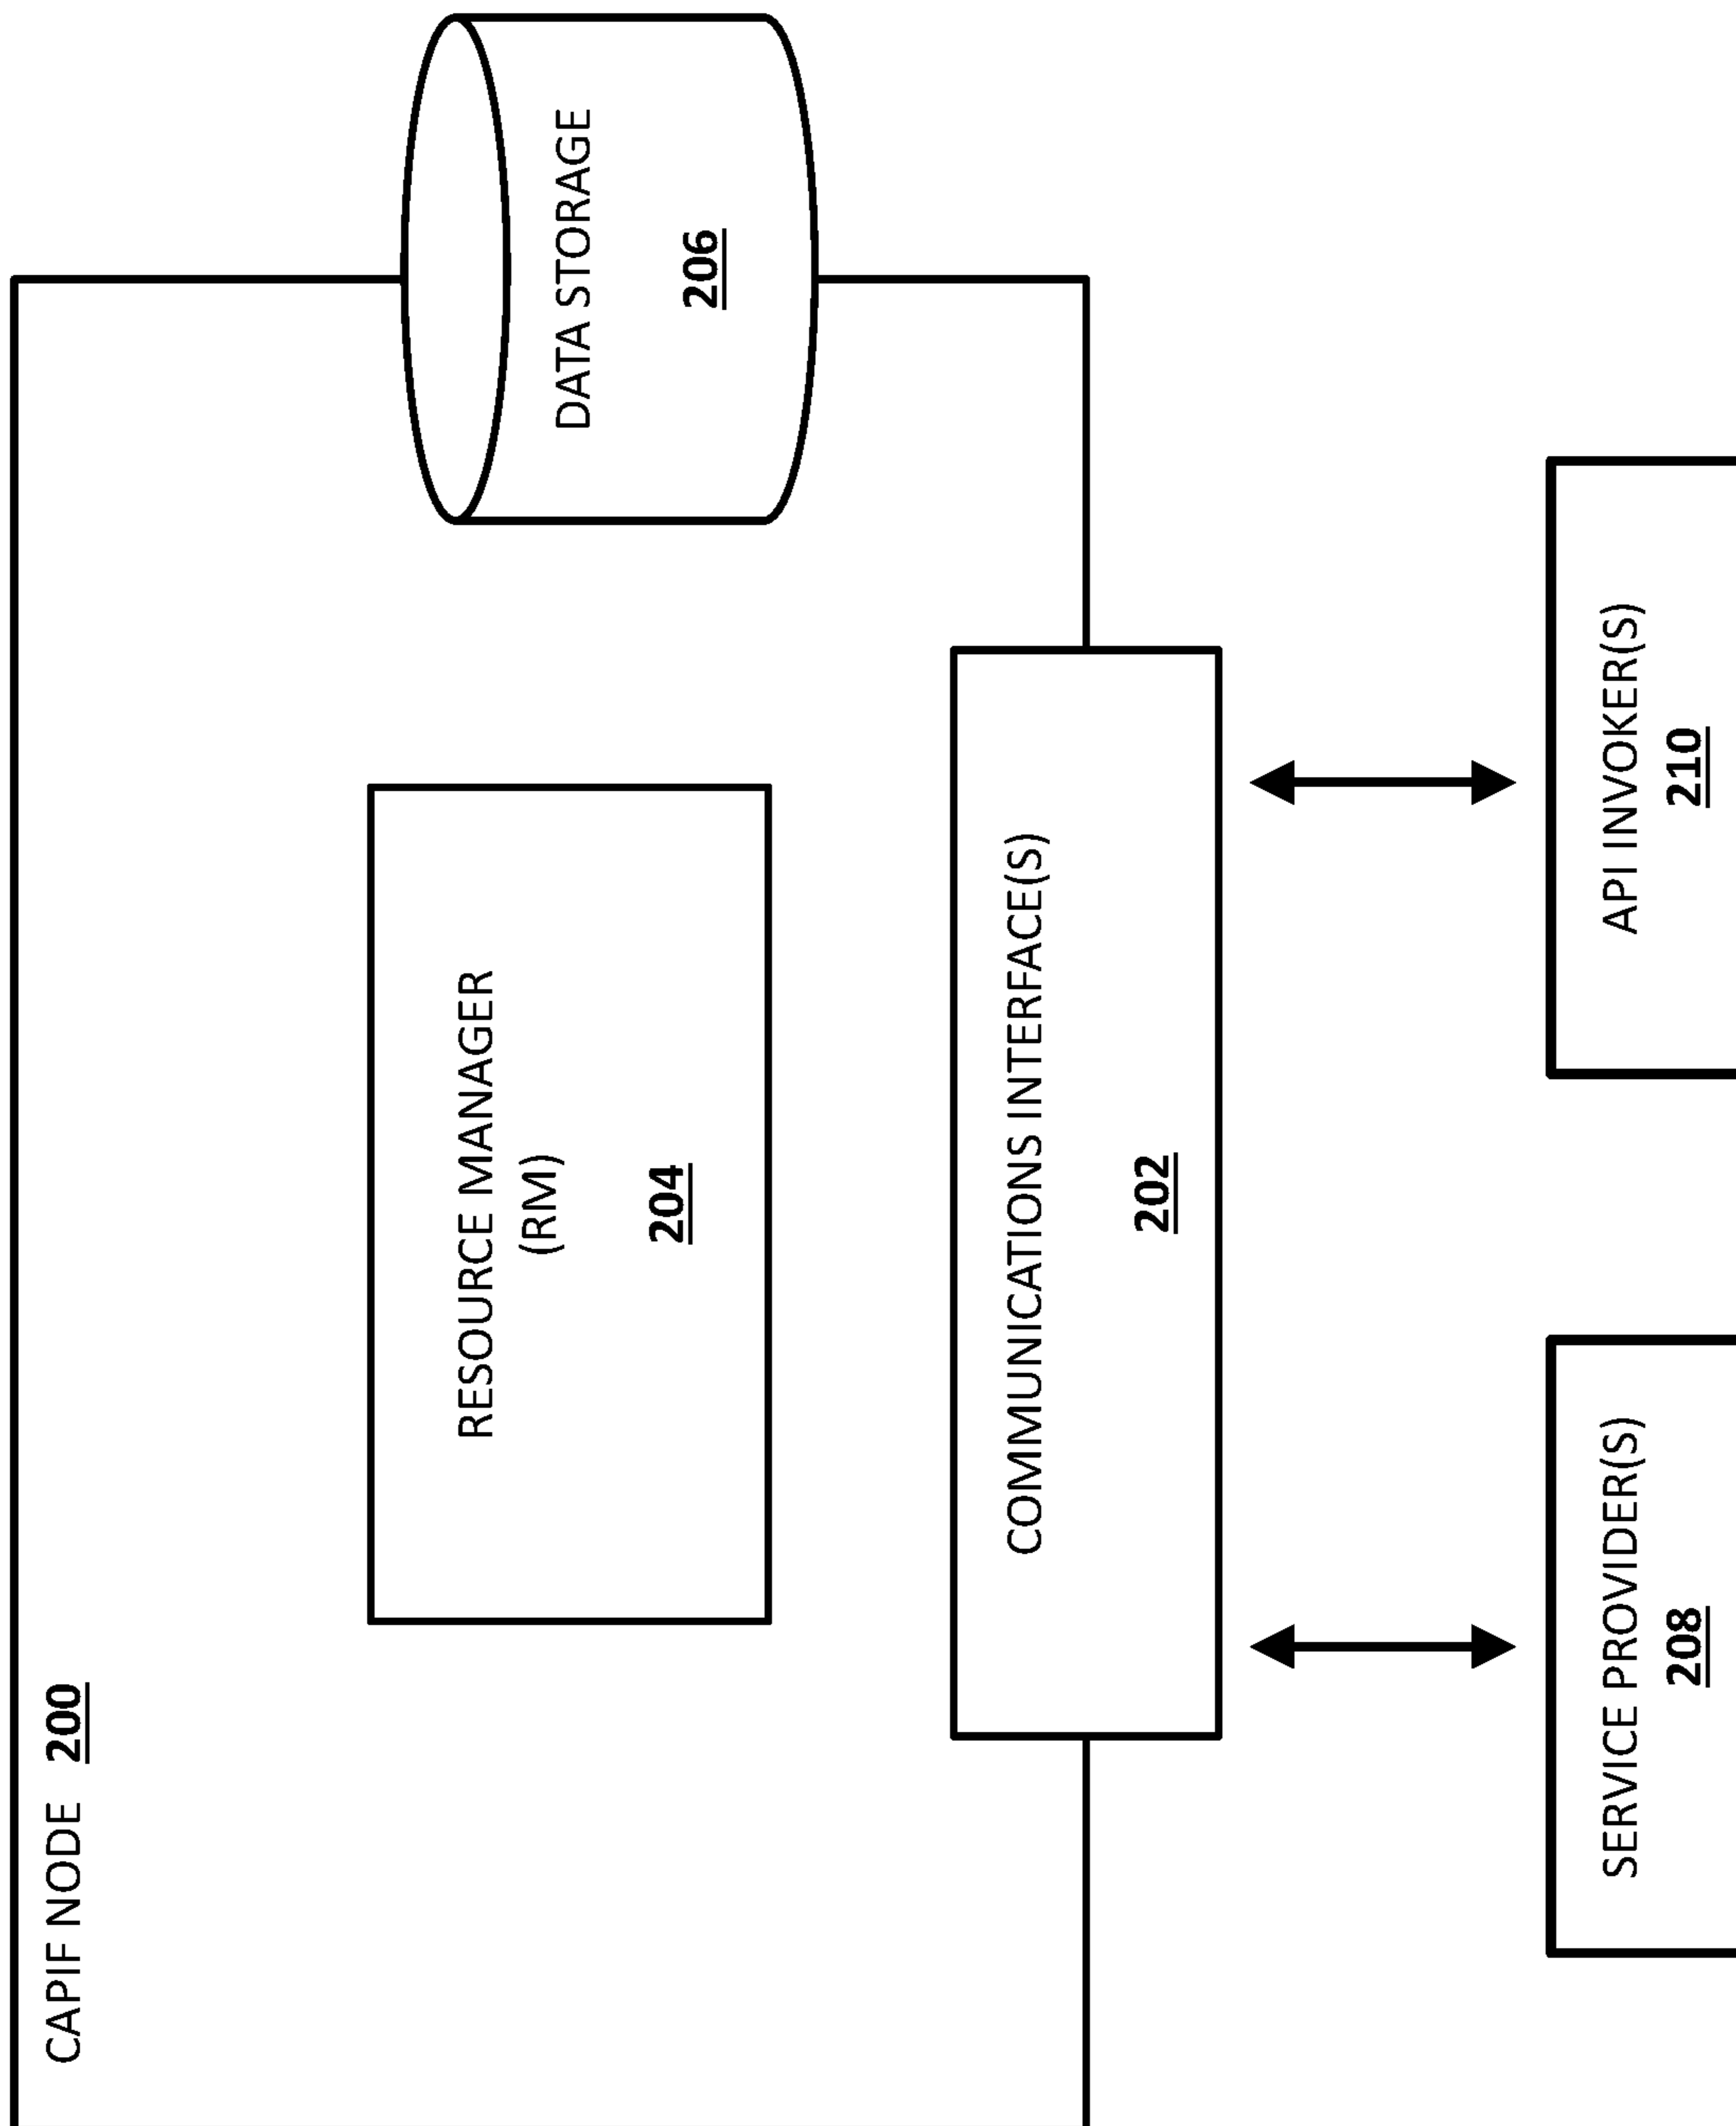 CAPIF NODE 200
RESOURCE MANAGER
(RM)
204
DATA STORAGE
206
COMMUNICATIONS INTERFACE(S)
202
SERVICE PROVIDER(S)
208
API INVOKER(S)
210